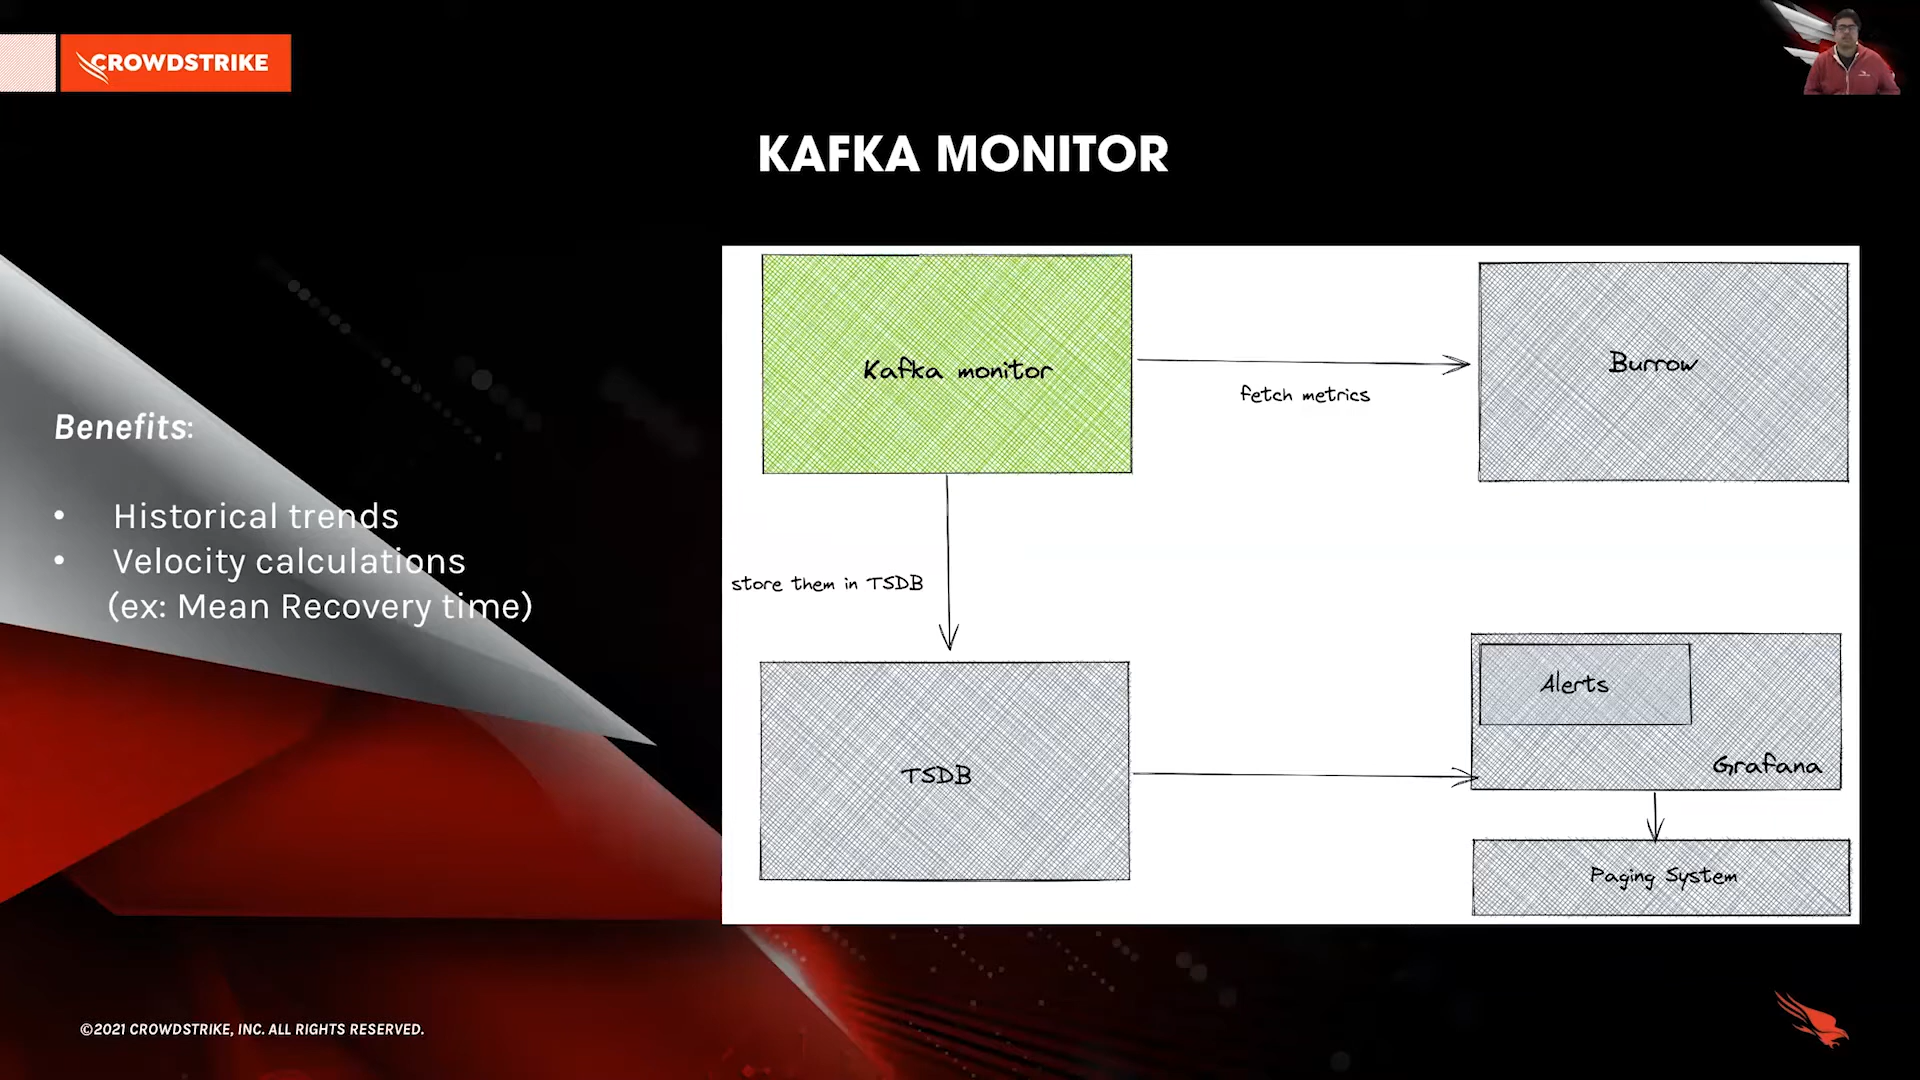 CROWDSTRIKE
KAFKA MONITOR
Benefits:
• Historical trends
• Velocity calculations
(ex: Mean Recovery time)
Kafka monitor
fetch metrics
Burrow
store them in TSDB
TSDB
Alerts
Grafana
Paging System
©2021 CROWDSTRIKE, INC. ALL RIGHTS RESERVED.